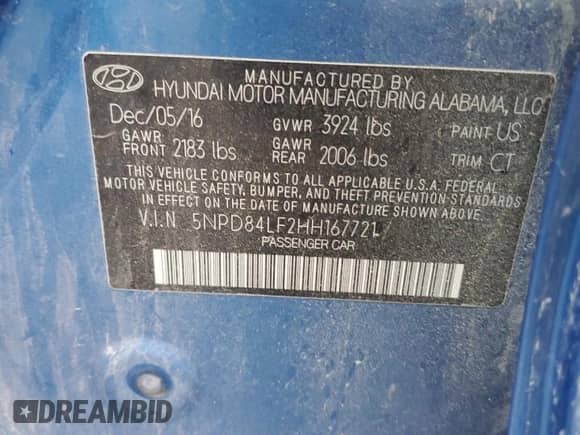 MANUFACTURED BY
HYUNDAI MOTOR MANUFACTURING ALABAMA, LLC
Dec/05/16 GVWR 3924 lbs PAINT US
GAWR FRONT 2183 lbs GAWR REAR 2006 lbs TRIM CT
THIS VEHICLE CONFORMS TO ALL APPLICABLE U.S.A. FEDERAL
MOTOR VEHICLE SAFETY, BUMPER, AND THEFT PREVENTION STANDARDS
IN EFFECT ON THE DATE OF MANUFACTURE SHOWN ABOVE.
V.I.N 5NPD84LF2HH167721
PASSENGER CAR
DREAMBID